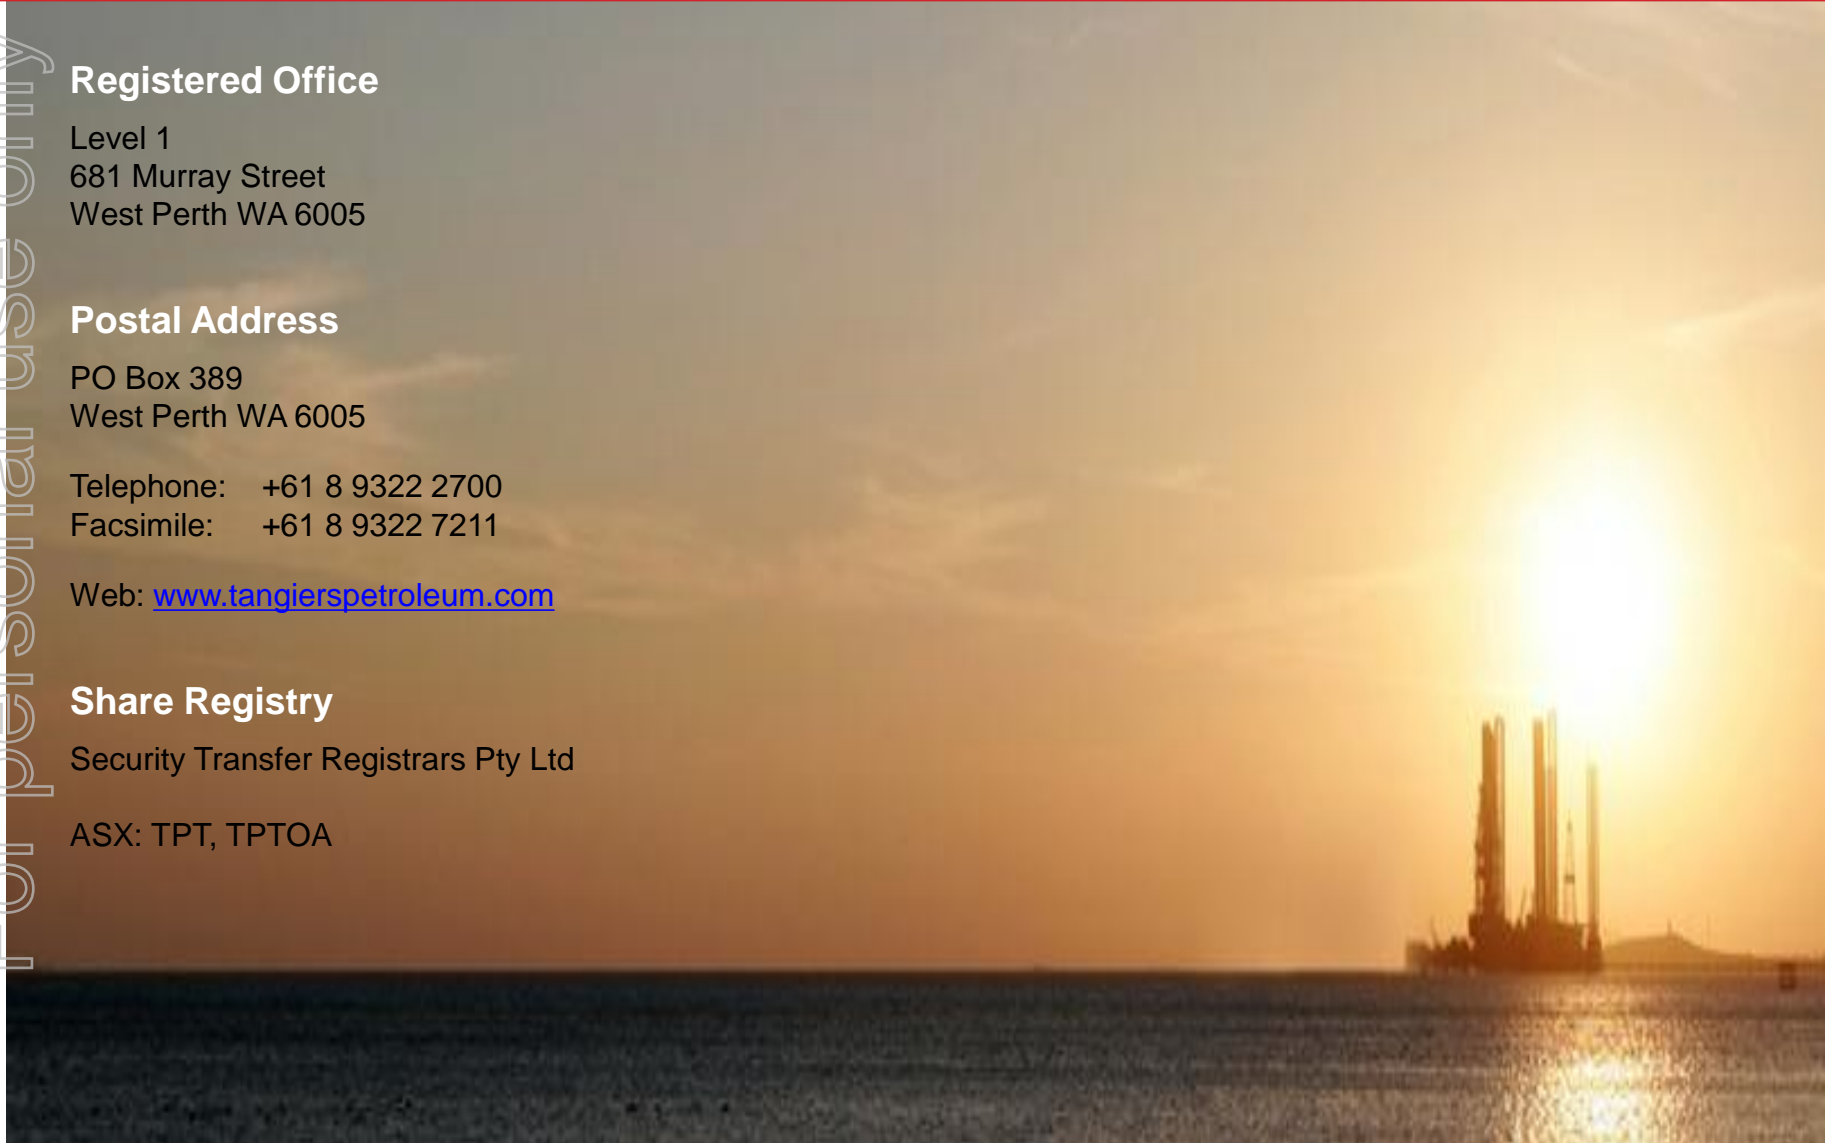 Registered Office
Level 1
681 Murray Street
West Perth WA 6005
Postal Address
PO Box 389
West Perth WA 6005
Telephone: +61 8 9322 2700
Facsimile: +61 8 9322 7211
Web: www.tangierspetroleum.com
Share Registry
Security Transfer Registrars Pty Ltd
ASX: TPT, TPTOA
For personal use only